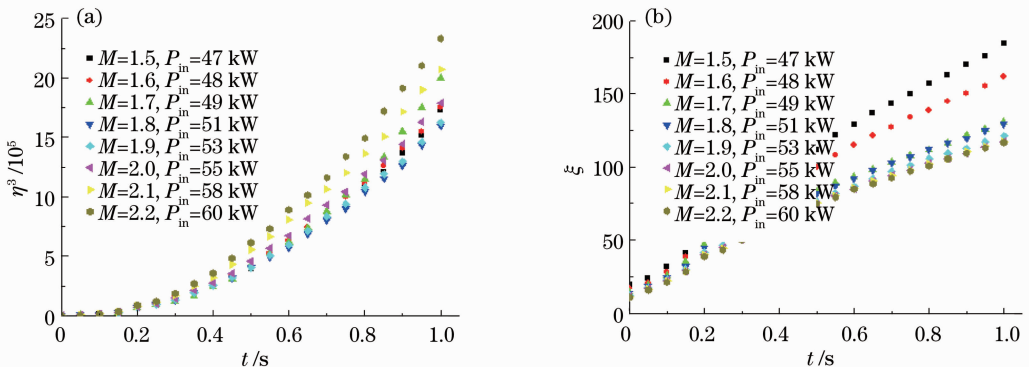 (a)
25
20
15
10
5
0
η³/10⁵
M=1.5, Pin=47 kW
M=1.6, Pin=48 kW
M=1.7, Pin=49 kW
M=1.8, Pin=51 kW
M=1.9, Pin=53 kW
M=2.0, Pin=55 kW
M=2.1, Pin=58 kW
M=2.2, Pin=60 kW
0 0.2 0.4 0.6 0.8 1.0
t/s
(b)
200
150
100
50
0
ξ
M=1.5, Pin=47 kW
M=1.6, Pin=48 kW
M=1.7, Pin=49 kW
M=1.8, Pin=51 kW
M=1.9, Pin=53 kW
M=2.0, Pin=55 kW
M=2.1, Pin=58 kW
M=2.2, Pin=60 kW
0 0.2 0.4 0.6 0.8 1.0
t/s